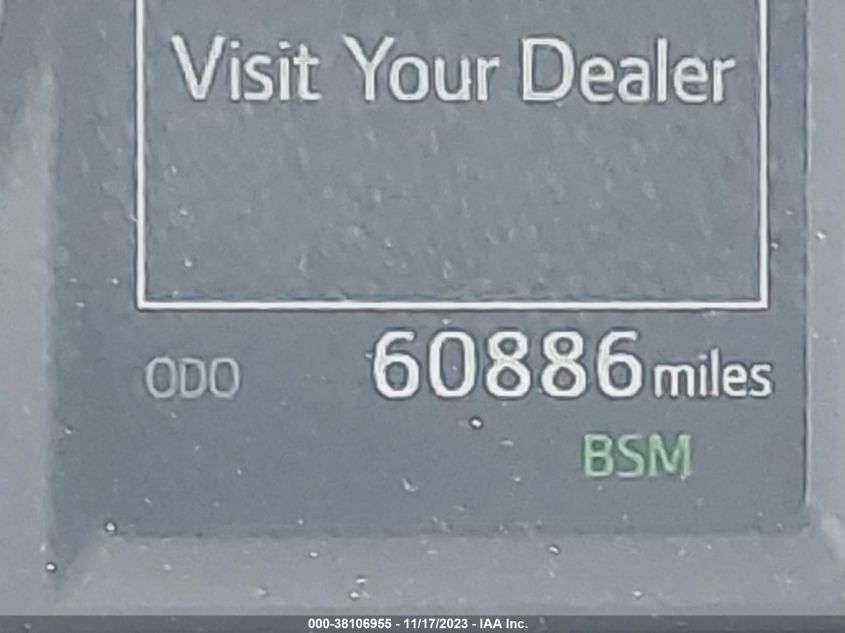 Visit Your Dealer
ODO 60886 miles
BSM
000-38106955 - 11/17/2023 - IAA Inc.